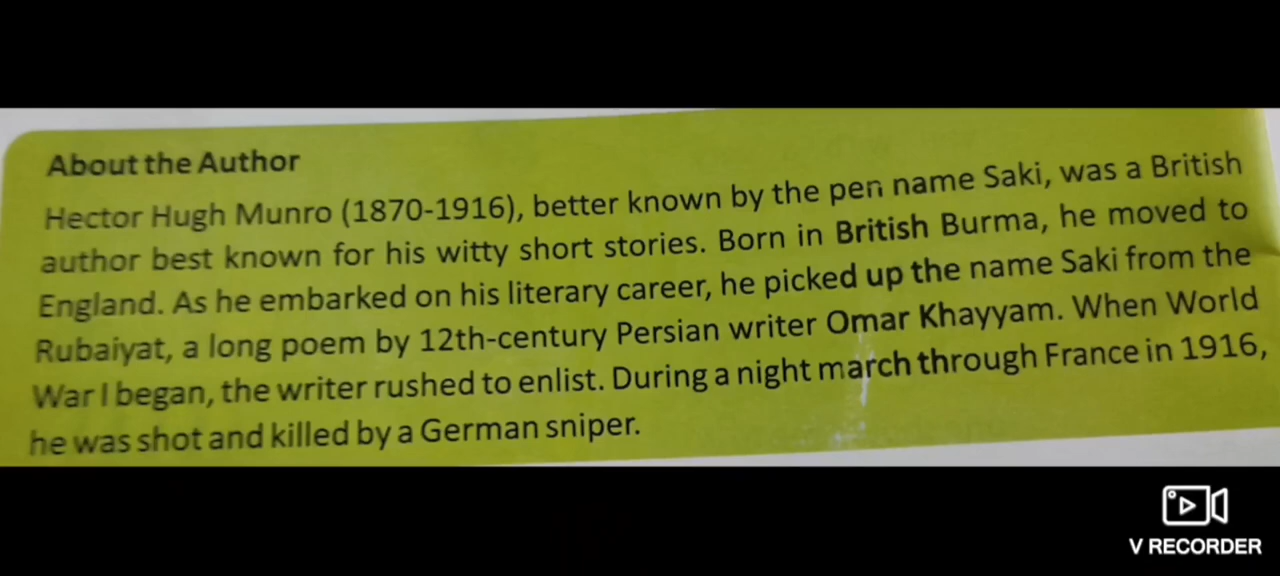 About the Author
Hector Hugh Munro (1870-1916), better known by the pen name Saki, was a British
author best known for his witty short stories. Born in British Burma, he moved to
England. As he embarked on his literary career, he picked up the name Saki from the
Rubaiyat, a long poem by 12th-century Persian writer Omar Khayyam. When World
War I began, the writer rushed to enlist. During a night march through France in 1916,
he was shot and killed by a German sniper.
V RECORDER